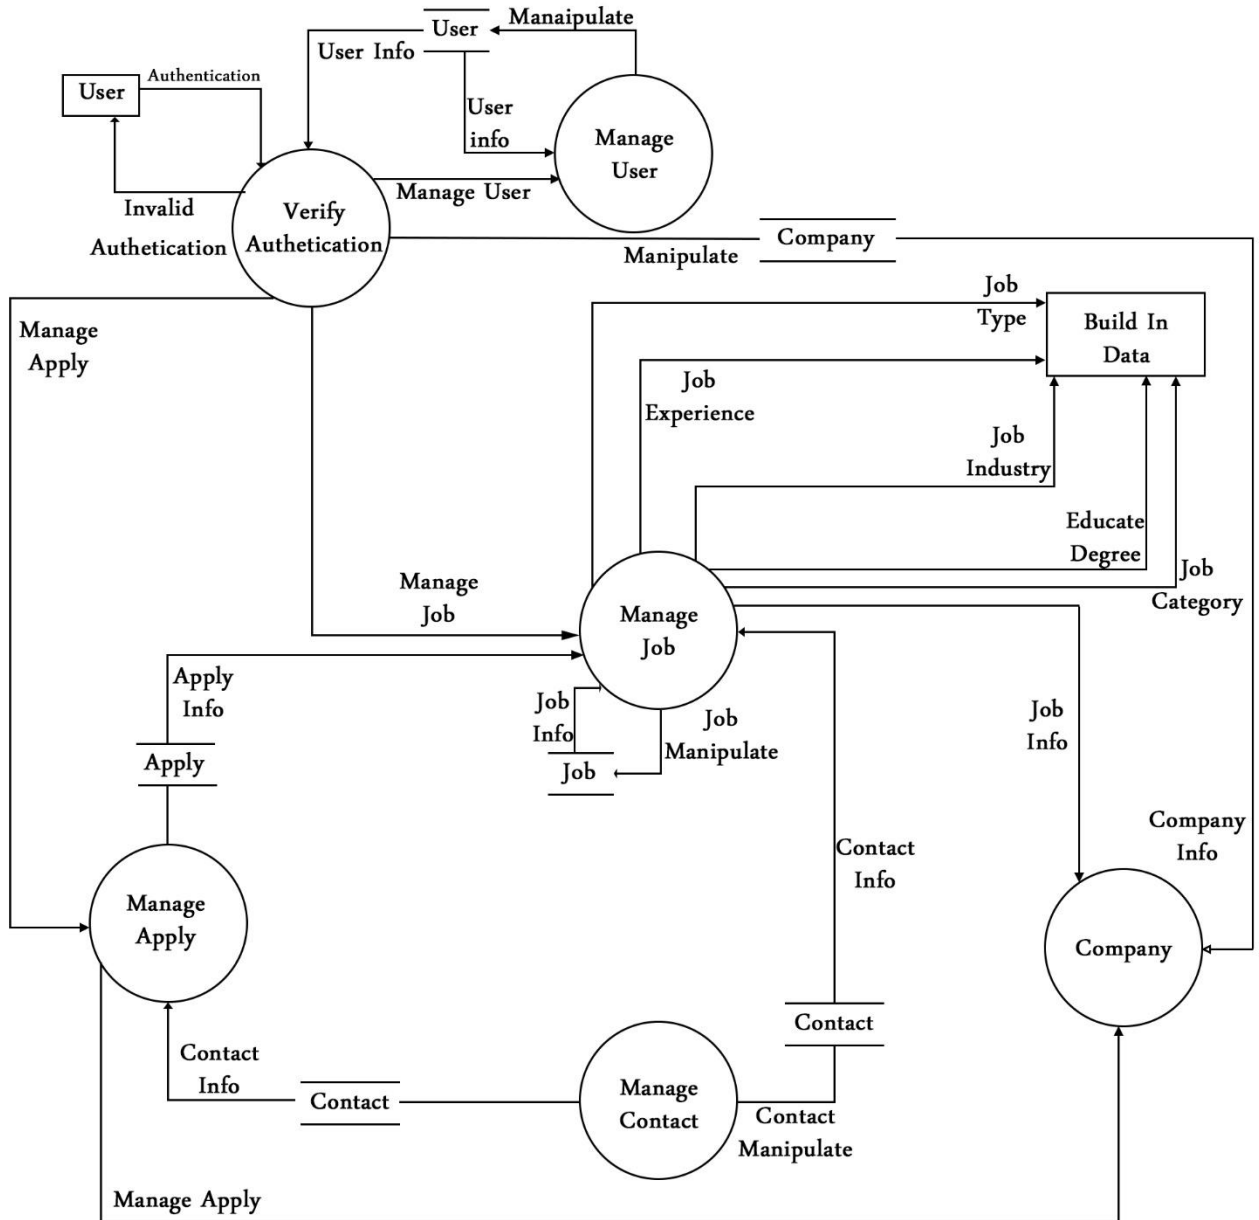 User
Manaipulate
User Info
Authentication
User
User
info
Manage
User
Manage User
Invalid
Authetication
Verify
Authetication
Company
Manipulate
Manage
Apply
Job
Type
Build In
Data
Job
Experience
Job
Industry
Educate
Degree
Job
Category
Manage
Job
Manage
Job
Apply
Info
Job
Info
Job
Manipulate
Job
Info
Apply
Job
Company
Info
Contact
Info
Manage
Apply
Company
Contact
Contact
Info
Contact
Manage
Contact
Contact
Manipulate
Manage Apply